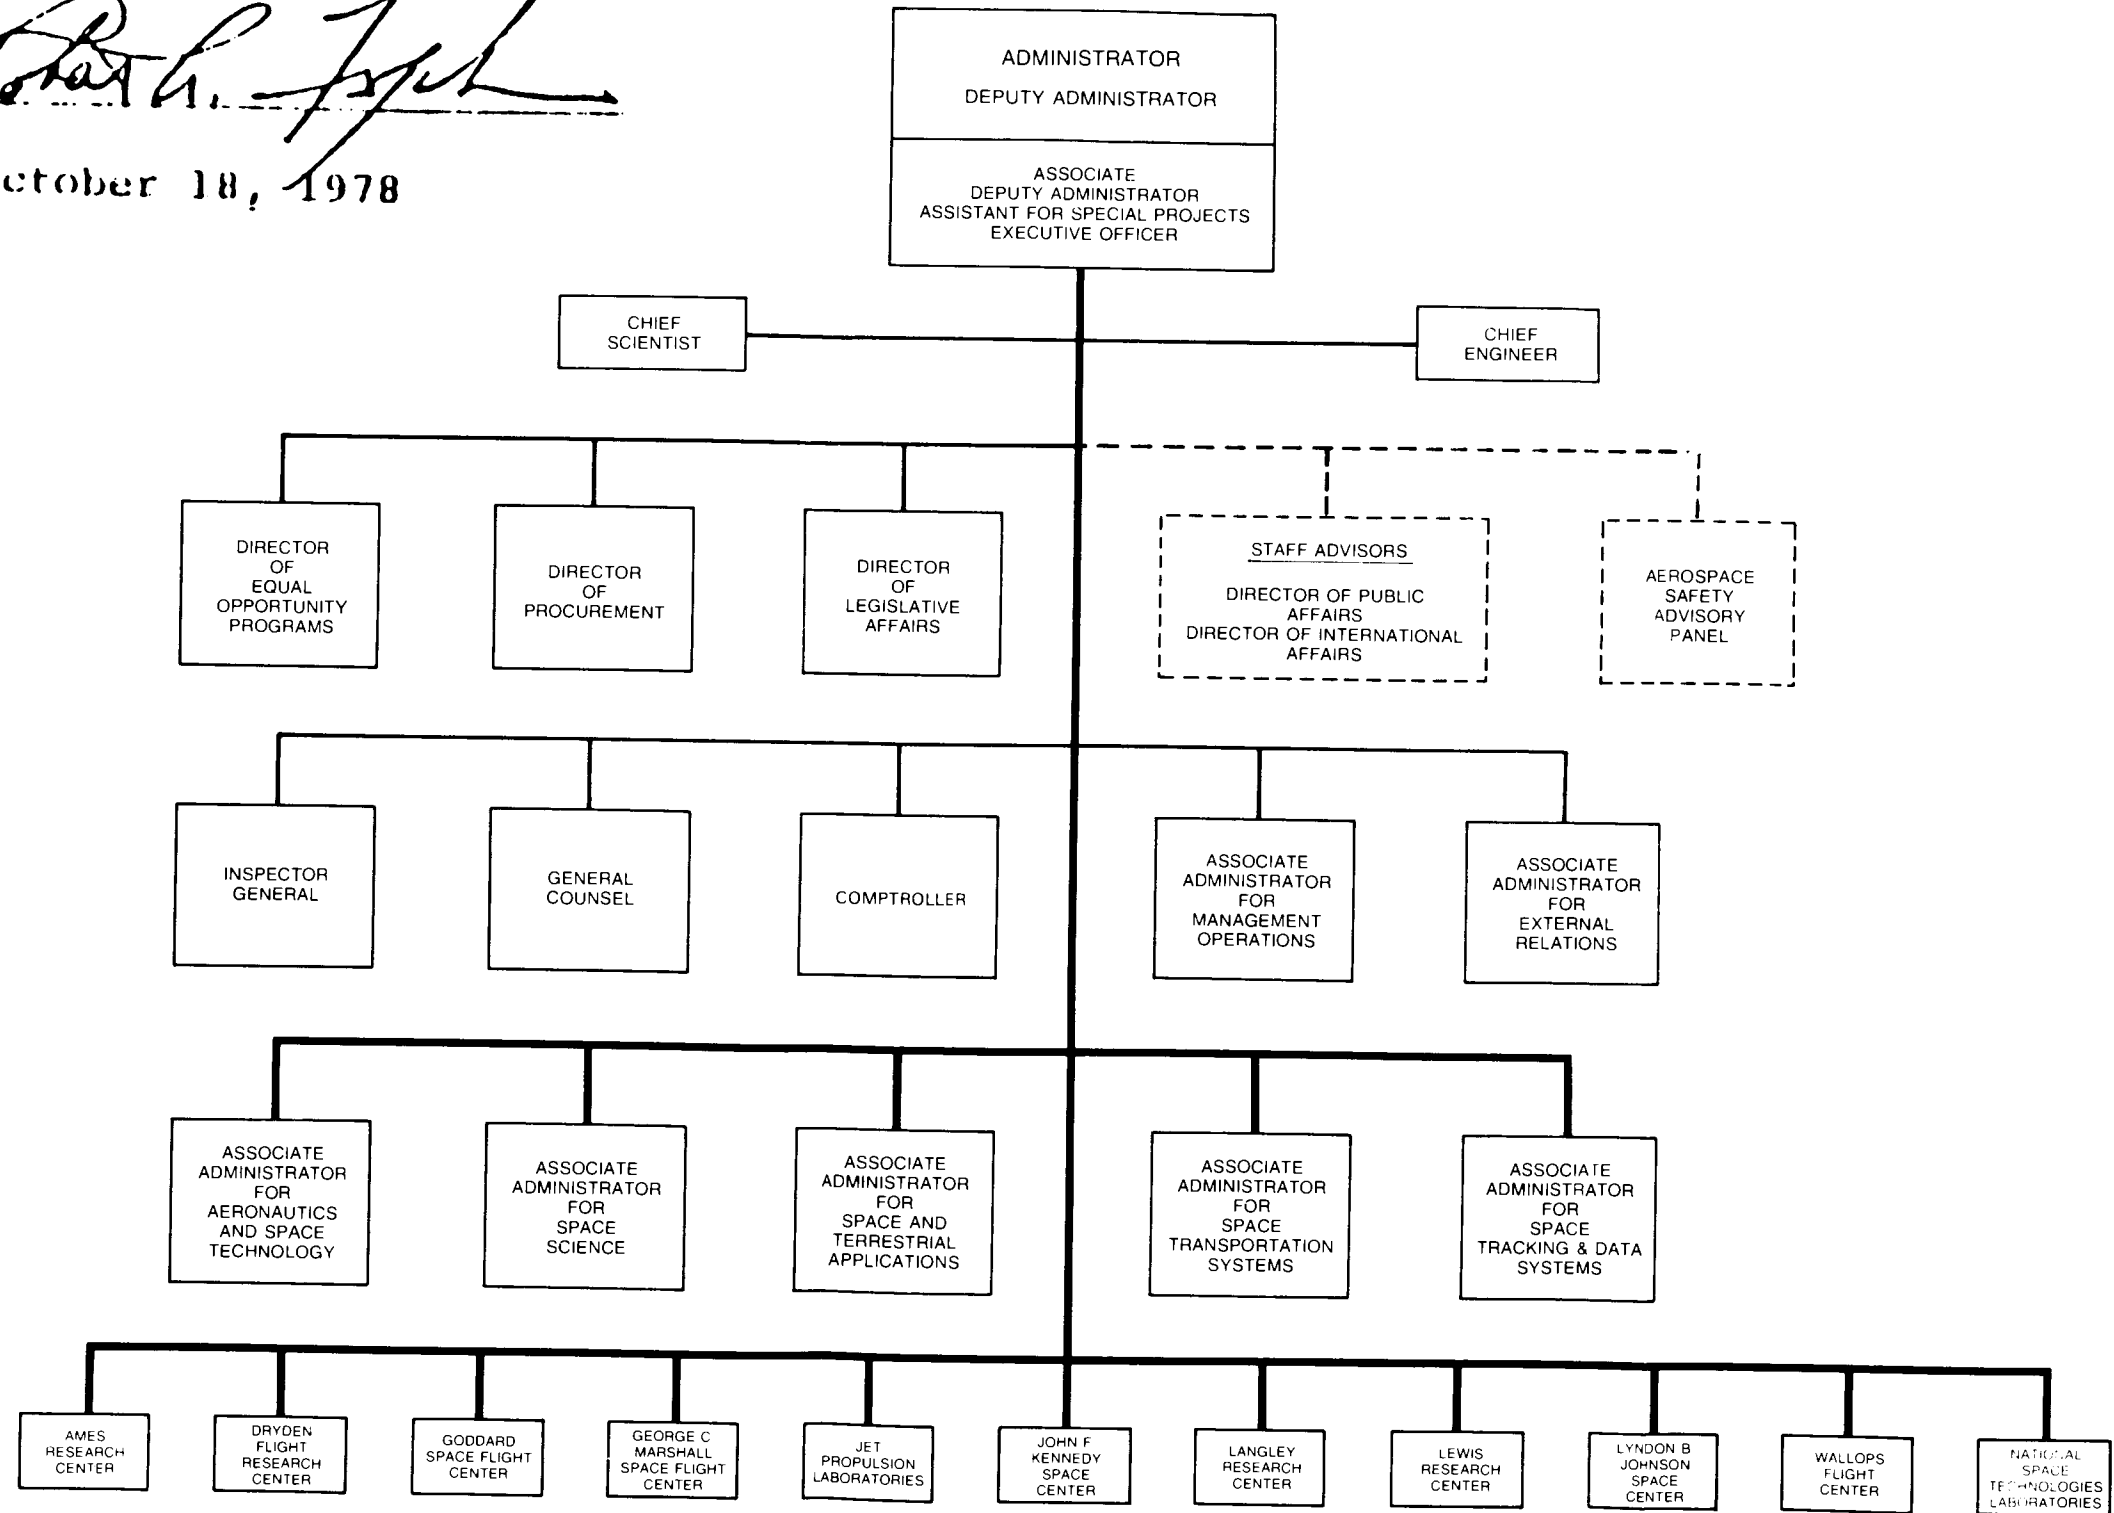 ctober 18, 1978
ADMINISTRATOR
DEPUTY ADMINISTRATOR
ASSOCIATE
DEPUTY ADMINISTRATOR
ASSISTANT FOR SPECIAL PROJECTS
EXECUTIVE OFFICER
CHIEF
SCIENTIST
CHIEF
ENGINEER
DIRECTOR
OF
EQUAL
OPPORTUNITY
PROGRAMS
DIRECTOR
OF
PROCUREMENT
DIRECTOR
OF
LEGISLATIVE
AFFAIRS
STAFF ADVISORS
DIRECTOR OF PUBLIC
AFFAIRS
DIRECTOR OF INTERNATIONAL
AFFAIRS
AEROSPACE
SAFETY
ADVISORY
PANEL
INSPECTOR
GENERAL
GENERAL
COUNSEL
COMPTROLLER
ASSOCIATE
ADMINISTRATOR
FOR
MANAGEMENT
OPERATIONS
ASSOCIATE
ADMINISTRATOR
FOR
EXTERNAL
RELATIONS
ASSOCIATE
ADMINISTRATOR
FOR
AERONAUTICS
AND SPACE
TECHNOLOGY
ASSOCIATE
ADMINISTRATOR
FOR
SPACE
SCIENCE
ASSOCIATE
ADMINISTRATOR
FOR
SPACE AND
TERRESTRIAL
APPLICATIONS
ASSOCIATE
ADMINISTRATOR
FOR
SPACE
TRANSPORTATION
SYSTEMS
ASSOCIATE
ADMINISTRATOR
FOR
SPACE
TRACKING & DATA
SYSTEMS
AMES
RESEARCH
CENTER
DRYDEN
FLIGHT
RESEARCH
CENTER
GODDARD
SPACE FLIGHT
CENTER
GEORGE C
MARSHALL
SPACE FLIGHT
CENTER
JET
PROPULSION
LABORATORIES
JOHN F
KENNEDY
SPACE
CENTER
LANGLEY
RESEARCH
CENTER
LEWIS
RESEARCH
CENTER
LYNDON B
JOHNSON
SPACE
CENTER
WALLOPS
FLIGHT
CENTER
NATIONAL
SPACE
TECHNOLOGIES
LABORATORIES